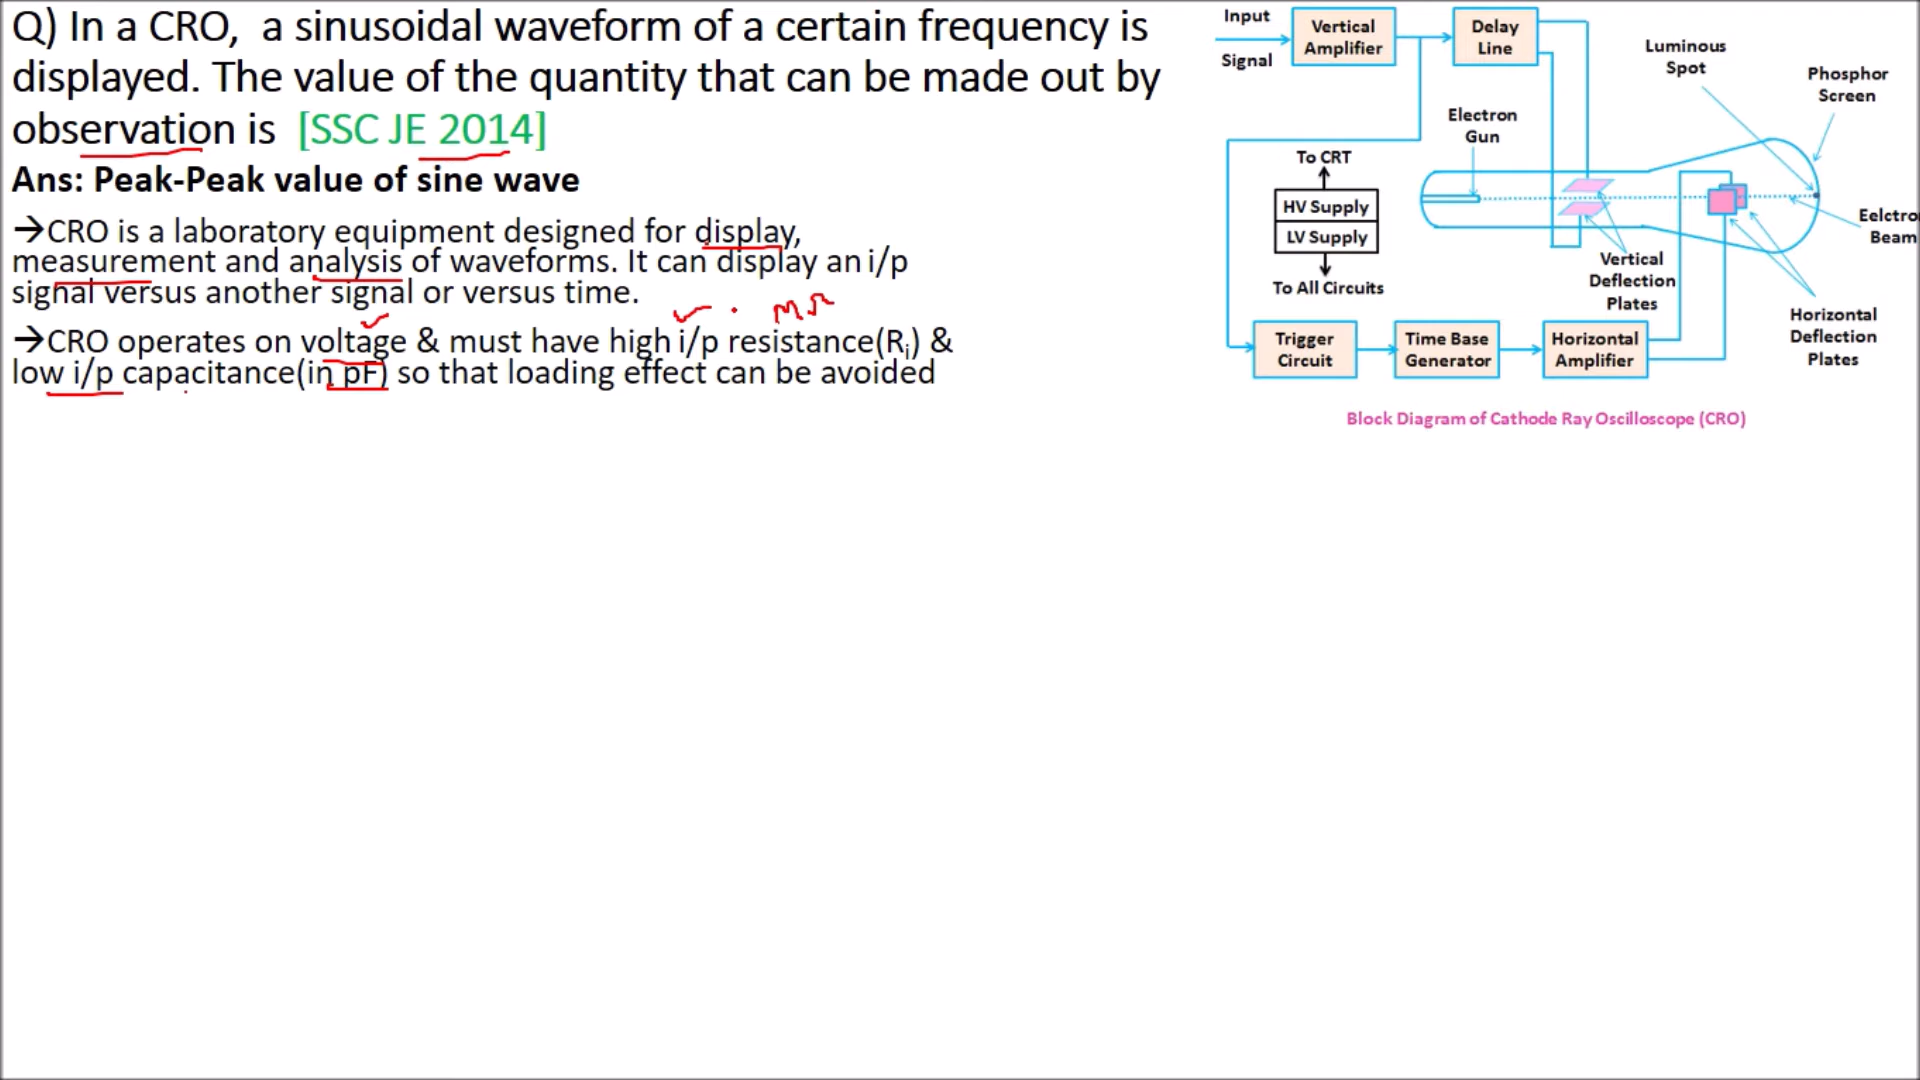 Q) In a CRO, a sinusoidal waveform of a certain frequency is
displayed. The value of the quantity that can be made out by
observation is [SSC JE 2014]
Ans: Peak-Peak value of sine wave
→CRO is a laboratory equipment designed for display,
measurement and analysis of waveforms. It can display an i/p
signal versus another signal or versus time.
MΩ
→CRO operates on voltage & must have high i/p resistance(Ri) &
low i/p capacitance(in pF) so that loading effect can be avoided
Input
Signal
Vertical
Amplifier
Delay
Line
Luminous
Spot
Phosphor
Screen
Electron
Gun
To CRT
HV Supply
LV Supply
To All Circuits
Eelctron
Beam
Vertical
Deflection
Plates
Horizontal
Deflection
Plates
Trigger
Circuit
Time Base
Generator
Horizontal
Amplifier
Block Diagram of Cathode Ray Oscilloscope (CRO)